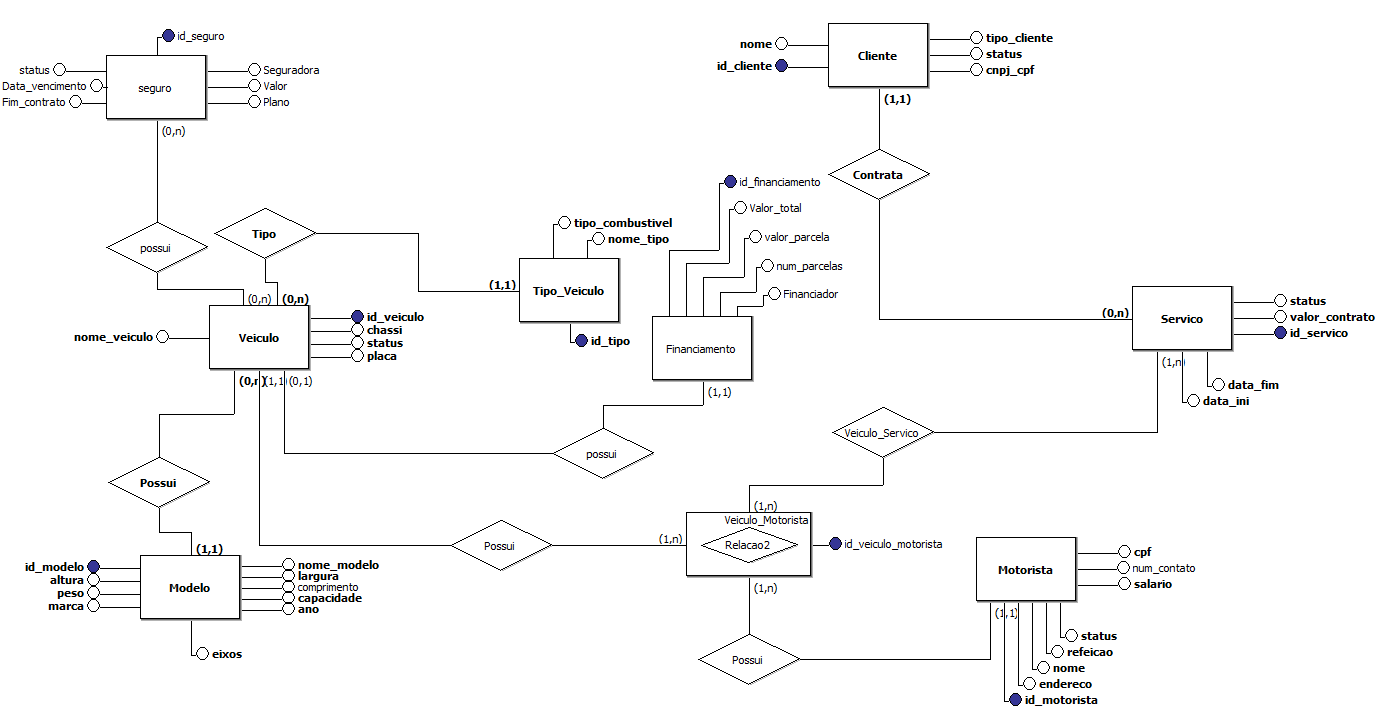 id_seguro
status
Data_vencimento
Fim_contrato
seguro
Seguradora
Valor
Plano
(0,n)
nome
id_cliente
Cliente
tipo_cliente
status
cnpj_cpf
(1,1)
Contrata
id_financiamento
Valor_total
valor_parcela
num_parcelas
Financiador
possui
Tipo
tipo_combustivel
nome_tipo
(1,1)
Tipo_Veiculo
id_tipo
(0,n)
(0,n)
nome_veiculo
Veiculo
id_veiculo
chassi
status
placa
(0,n)
(1,1)
(0,1)
Financiamento
(1,1)
(0,n)
Servico
status
valor_contrato
id_servico
(1,n)
data_fim
data_ini
Veiculo_Servico
possui
Possui
(1,1)
id_modelo
altura
peso
marca
Modelo
nome_modelo
largura
comprimento
capacidade
ano
eixos
Possui
(1,n)
(1,n)
Veiculo_Motorista
Relacao2
id_veiculo_motorista
(1,n)
Possui
Motorista
cpf
num_contato
salario
(1,1)
status
refeicao
nome
endereco
id_motorista